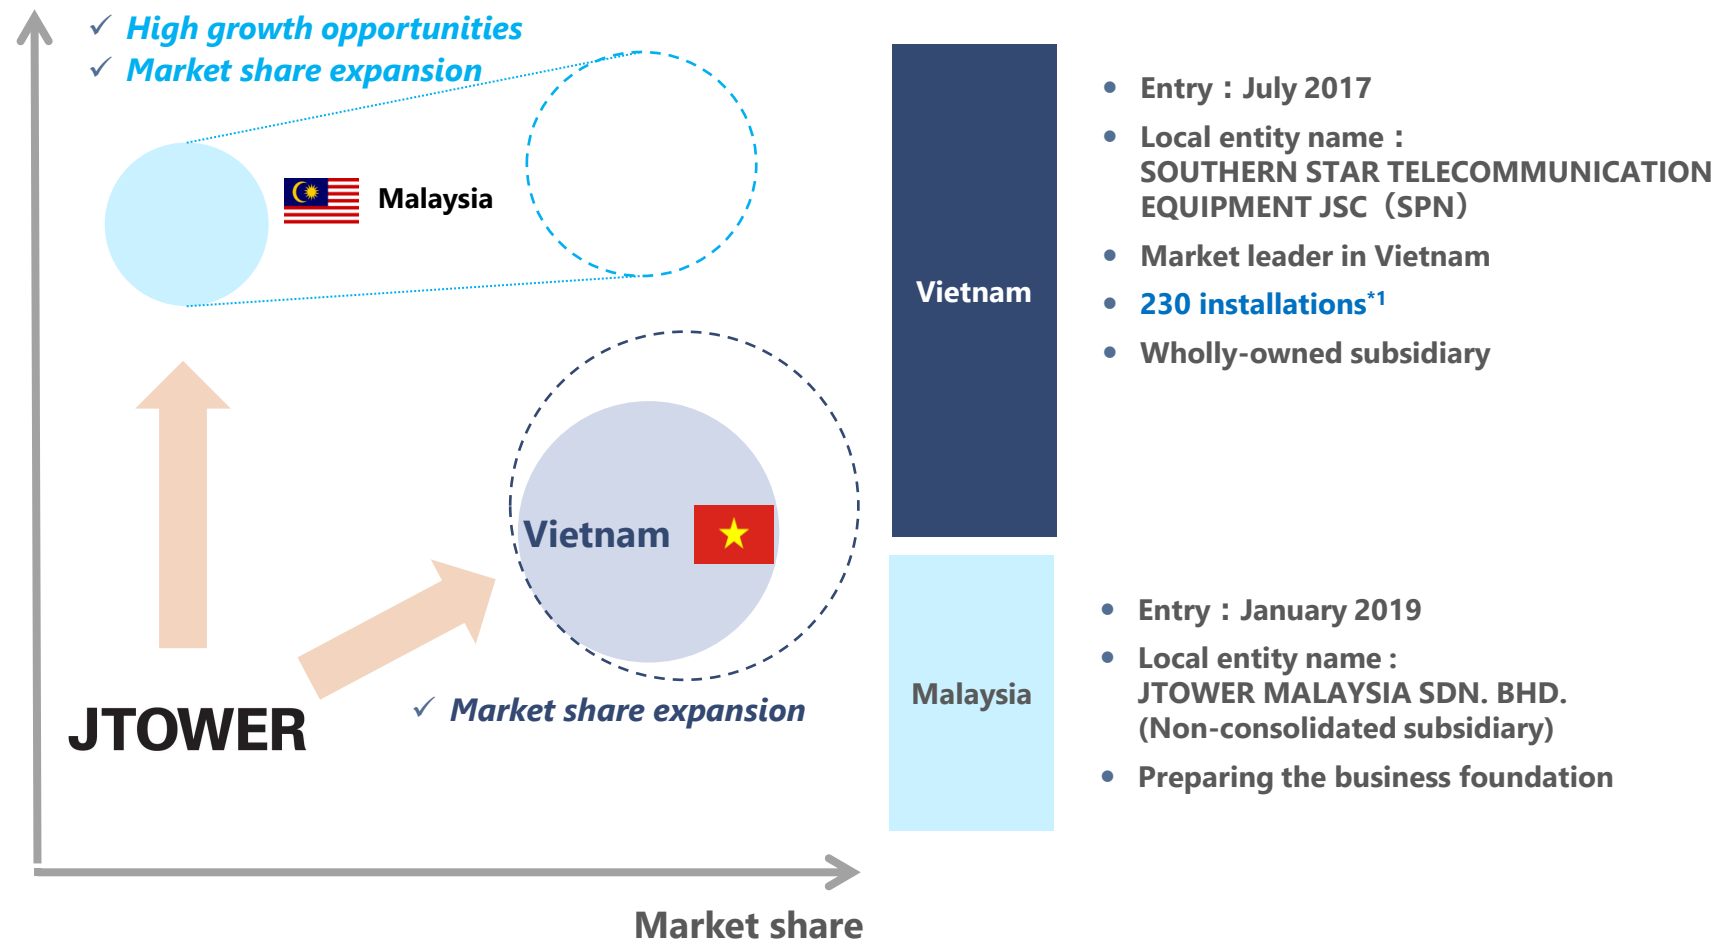 ✓ High growth opportunities
✓ Market share expansion
Malaysia
Vietnam
✓ Market share expansion
JTOWER
Market share
Vietnam
• Entry：July 2017
• Local entity name：
SOUTHERN STAR TELECOMMUNICATION
EQUIPMENT JSC（SPN）
• Market leader in Vietnam
• 230 installations*1
• Wholly-owned subsidiary
Malaysia
• Entry：January 2019
• Local entity name :
JTOWER MALAYSIA SDN. BHD.
(Non-consolidated subsidiary)
• Preparing the business foundation